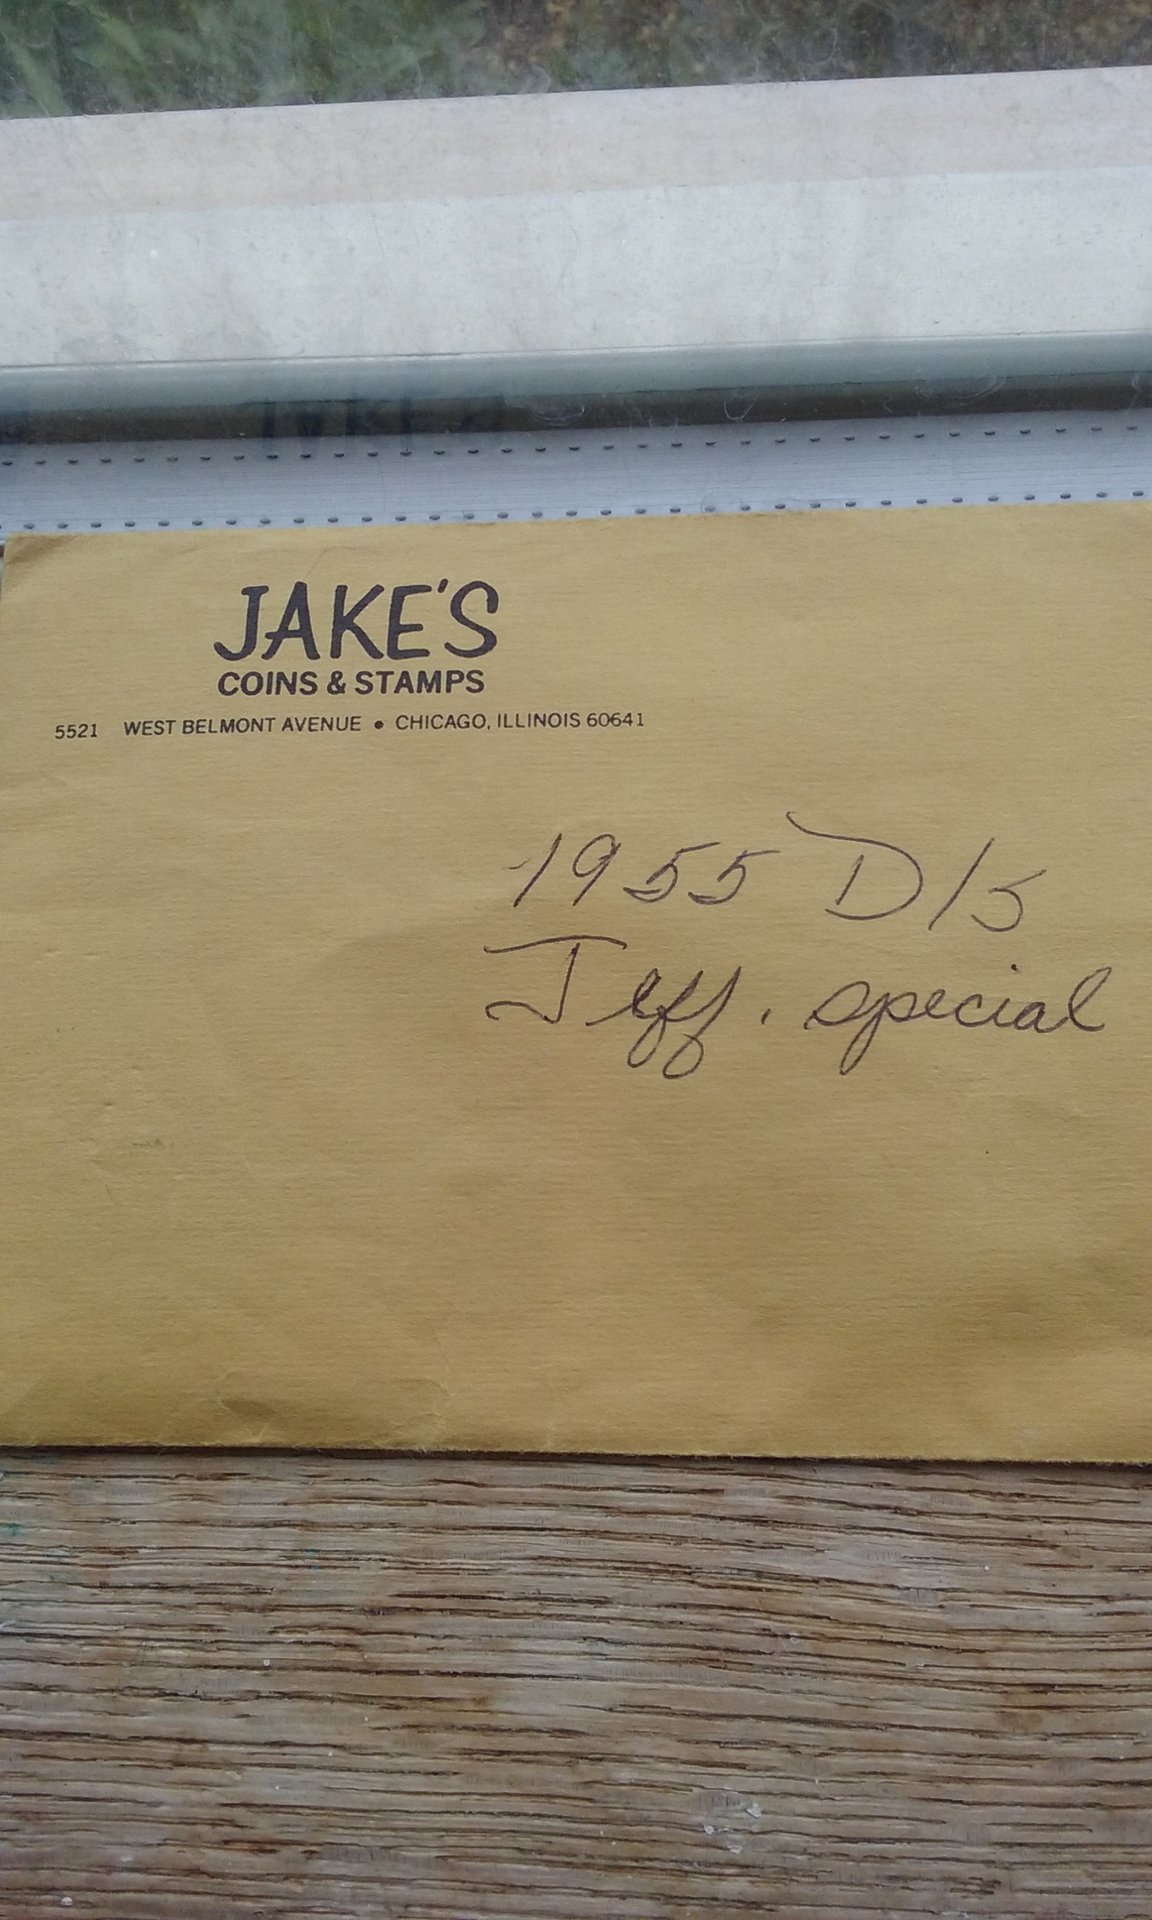 JAKE'S
COINS & STAMPS
5521 WEST BELMONT AVENUE • CHICAGO, ILLINOIS 60641
1955 D/S
Jeff. special